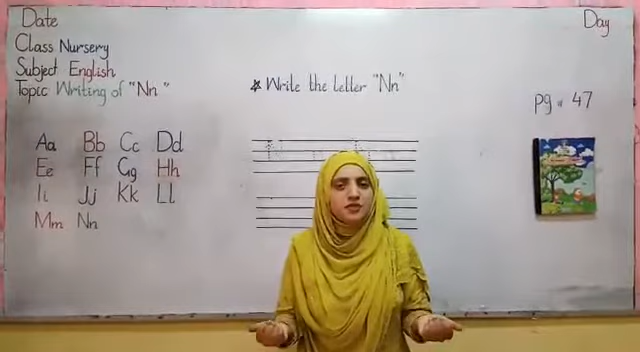 Date
Day
Class Nursery
Subject English
Topic Writing of "Nn"
Write the letter "Nn"
pg # 47
Aa Bb Cc Dd
Ee Ff Gg Hh
Ii Jj Kk Ll
Mm Nn